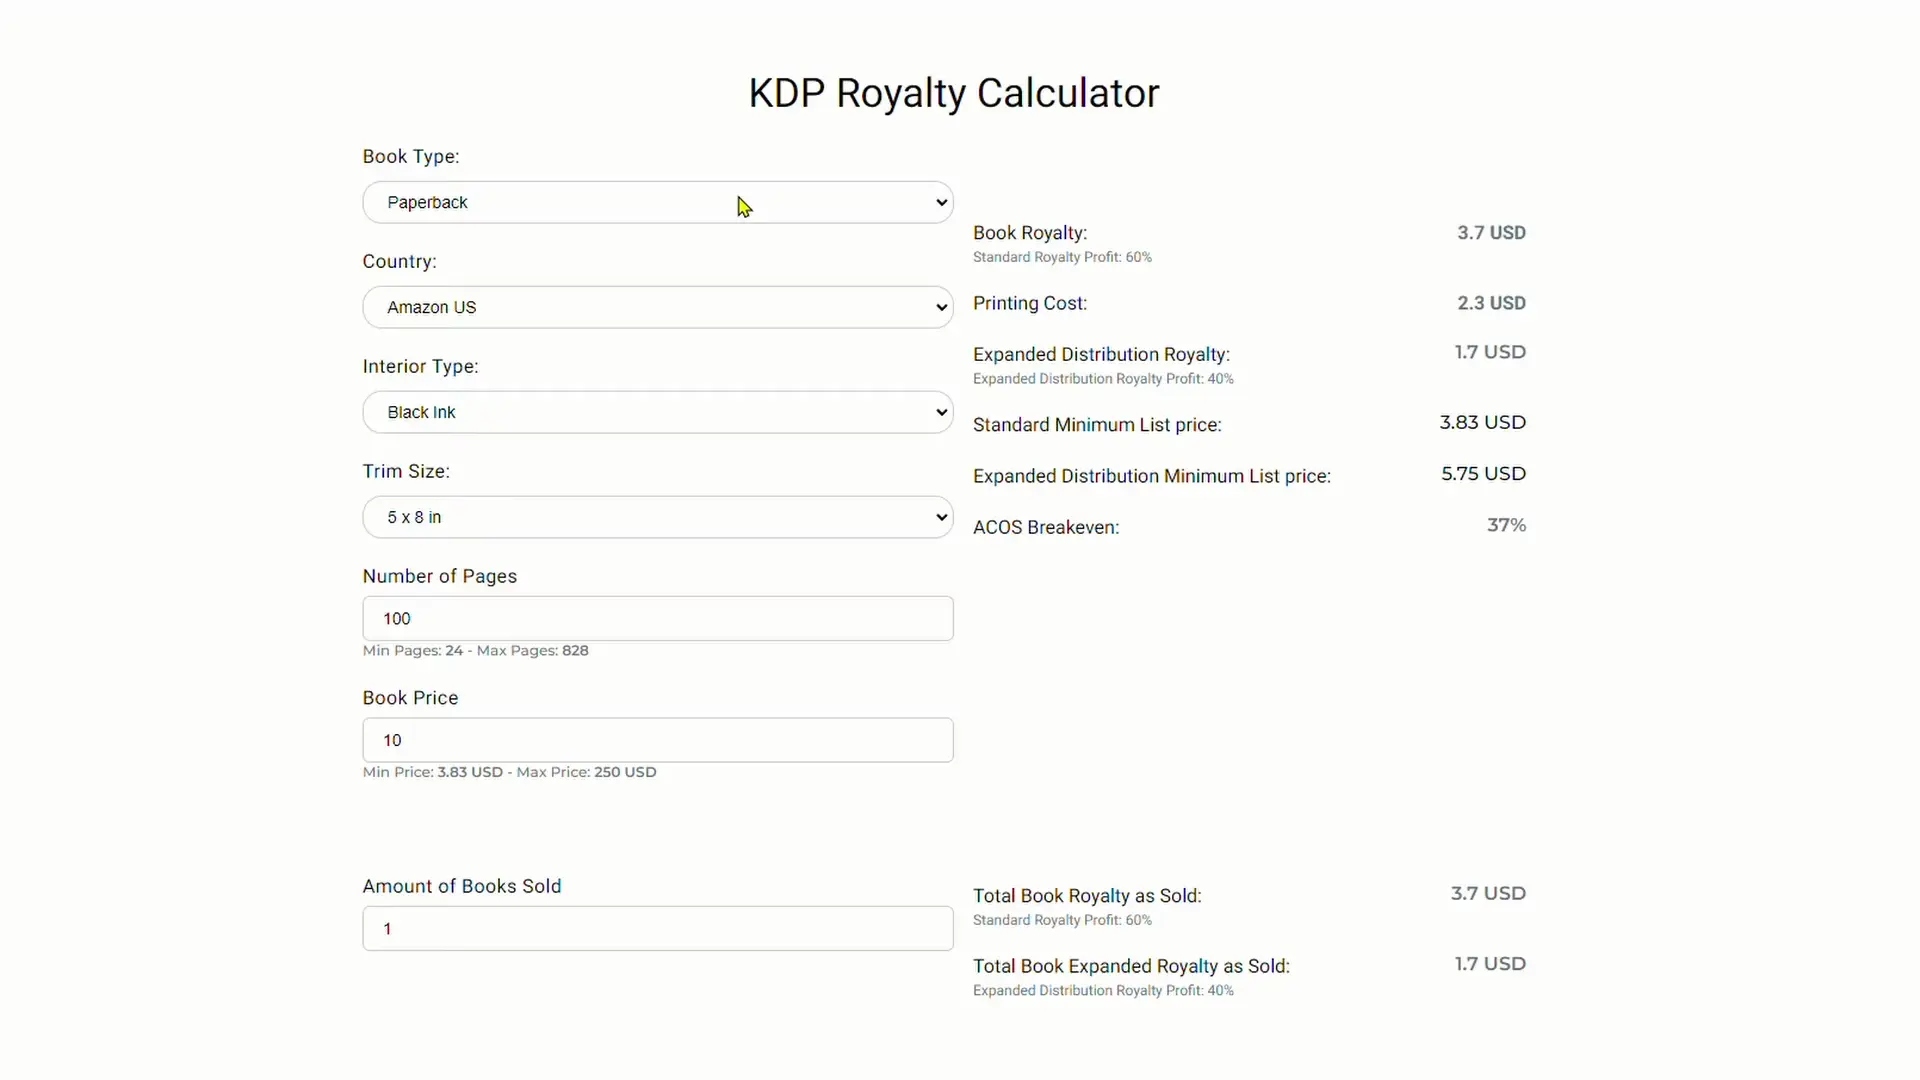 KDP Royalty Calculator
Book Type:
Paperback
Country:
Amazon US
Interior Type:
Black Ink
Trim Size:
5 x 8 in
Number of Pages
100
Min Pages: 24 - Max Pages: 828
Book Price
10
Min Price: 3.83 USD - Max Price: 250 USD
Book Royalty: 3.7 USD
Standard Royalty Profit: 60%
Printing Cost: 2.3 USD
Expanded Distribution Royalty: 1.7 USD
Expanded Distribution Royalty Profit: 40%
Standard Minimum List price: 3.83 USD
Expanded Distribution Minimum List price: 5.75 USD
ACOS Breakeven: 37%
Amount of Books Sold
1
Total Book Royalty as Sold: 3.7 USD
Standard Royalty Profit: 60%
Total Book Expanded Royalty as Sold: 1.7 USD
Expanded Distribution Royalty Profit: 40%